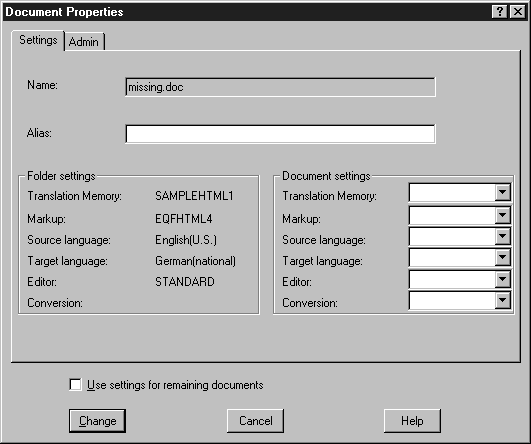 Document Properties
Settings
Admin
Name:
missing.doc
Alias:
Folder settings
Translation Memory: SAMPLEHTML1
Markup: EQFHTML4
Source language: English(U.S.)
Target language: German(national)
Editor: STANDARD
Conversion:
Document settings
Translation Memory:
Markup:
Source language:
Target language:
Editor:
Conversion:
Use settings for remaining documents
Change
Cancel
Help